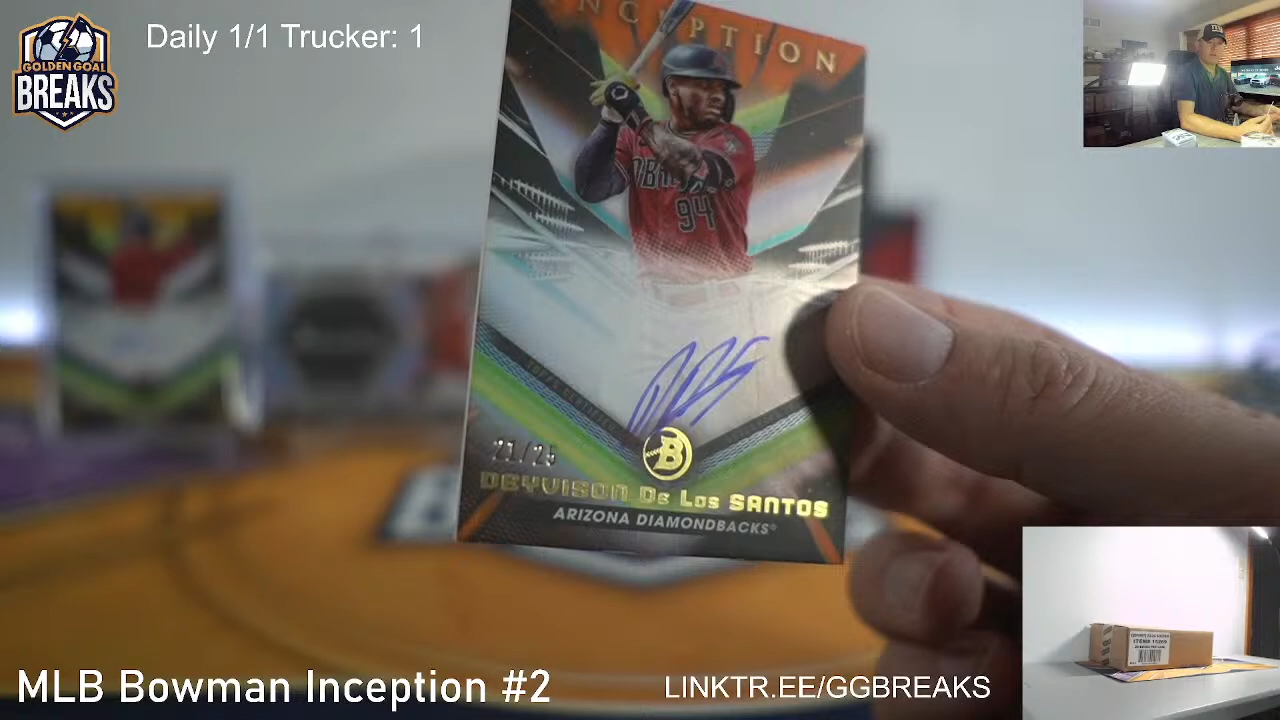 Daily 1/1 Trucker: 1
GOLDEN GOAL
BREAKS
INCEPTION
94
21/25
B
DEYVISON De Los SANTOS
ARIZONA DIAMONDBACKS
MLB Bowman Inception #2
LINKTR.EE/GGBREAKS